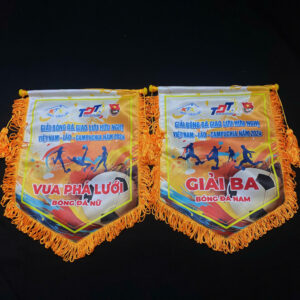 TDT
GIẢI BÓNG ĐÁ GIAO LƯU HỮU NGHỊ
VIỆT NAM - LÀO - CAMPUCHIA NĂM 2024
VUA PHÁ LƯỚI
BÓNG ĐÁ NỮ
TDT
GIẢI BÓNG ĐÁ GIAO LƯU HỮU NGHỊ
VIỆT NAM - LÀO - CAMPUCHIA NĂM 2024
GIẢI BA
BÓNG ĐÁ NAM